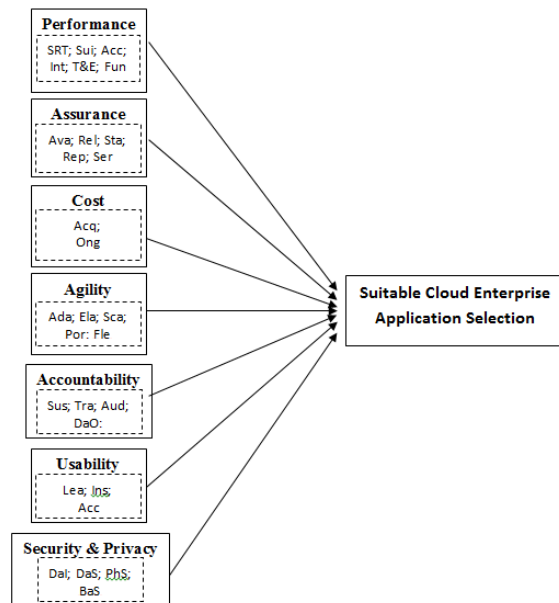 Performance
SRT; Sui; Acc;
Int; T&E; Fun
Assurance
Ava; Rel; Sta;
Rep; Ser
Cost
Acq;
Ong
Agility
Ada; Ela; Sca;
Por: Fle
Accountability
Sus; Tra; Aud;
DaO:
Usability
Lea; Ins;
Acc
Security & Privacy
DaI; DaS; PhS;
BaS
Suitable Cloud Enterprise
Application Selection